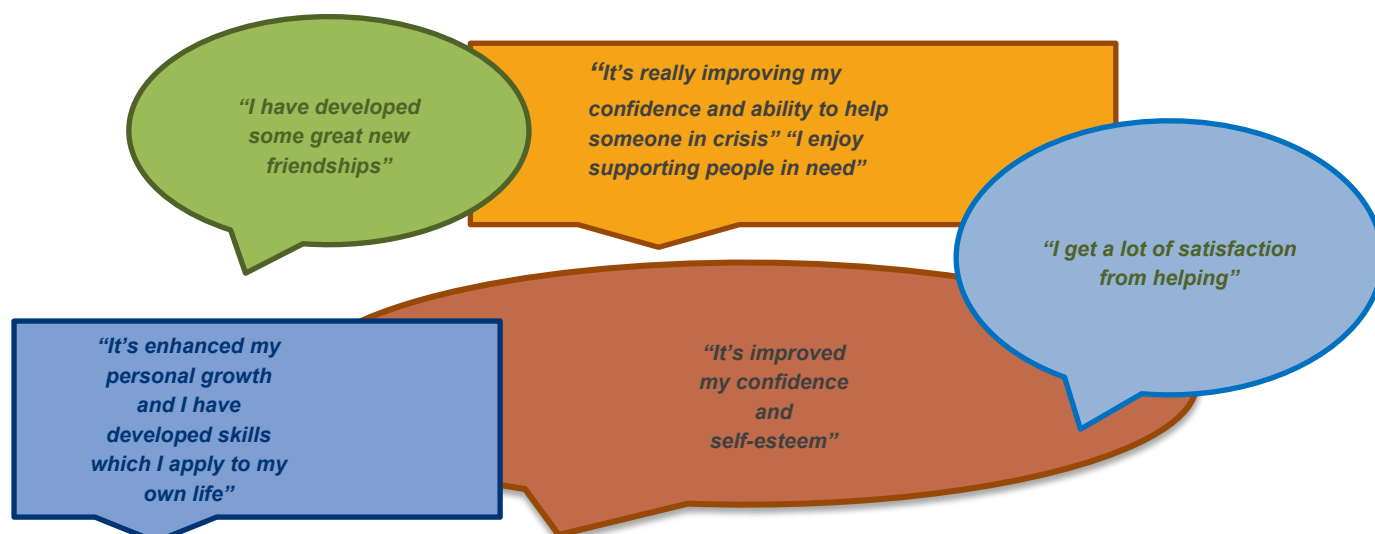 “I have developed
some great new
friendships”
“It’s really improving my
confidence and ability to help
someone in crisis” “I enjoy
supporting people in need”
“I get a lot of satisfaction
from helping”
“It’s enhanced my
personal growth
and I have
developed skills
which I apply to my
own life”
“It’s improved
my confidence
and
self-esteem”